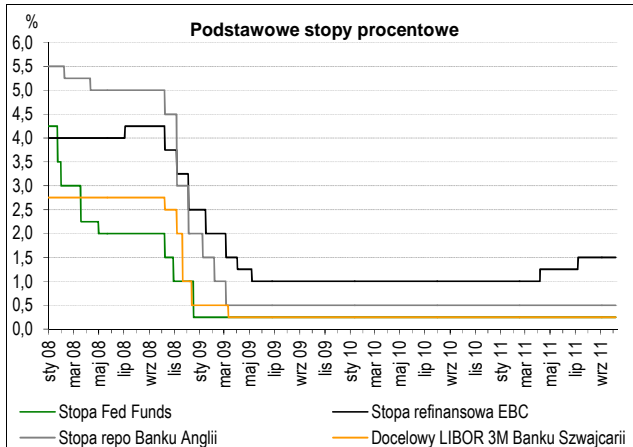 %
Podstawowe stopy procentowe
6,0
5,5
5,0
4,5
4,0
3,5
3,0
2,5
2,0
1,5
1,0
0,5
0,0
sty 08
mar 08
maj 08
lip 08
wrz 08
lis 08
sty 09
mar 09
maj 09
lip 09
wrz 09
lis 09
sty 10
mar 10
maj 10
lip 10
wrz 10
lis 10
sty 11
mar 11
maj 11
lip 11
wrz 11
Stopa Fed Funds
Stopa refinansowa EBC
Stopa repo Banku Anglii
Docelowy LIBOR 3M Banku Szwajcarii